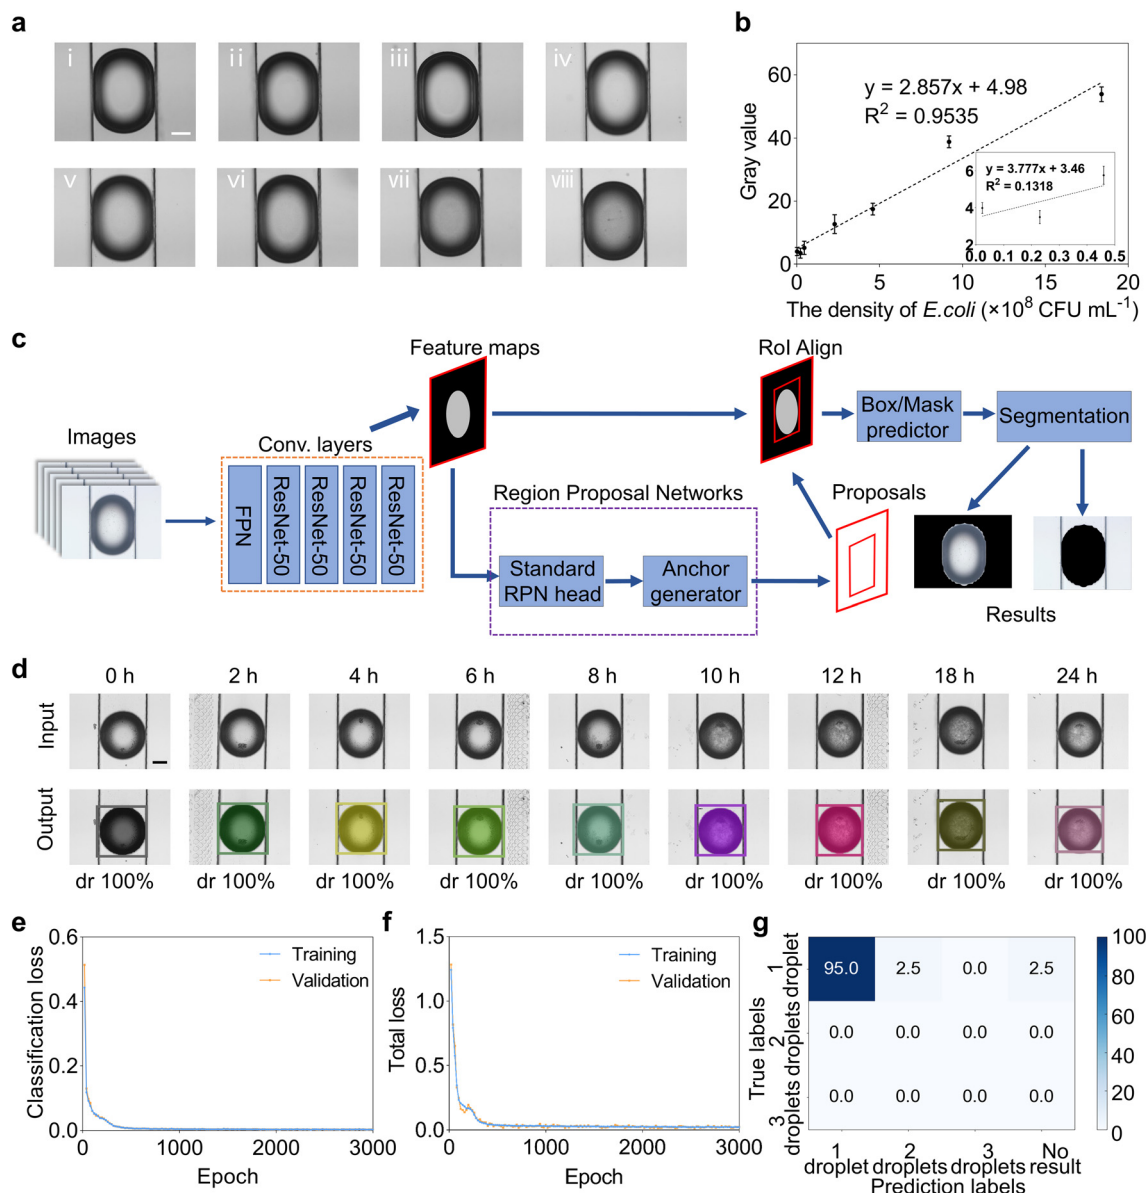 a
i
ii
iii
iv
v
vi
vii
viii
b
Gray value
60
40
20
0
y = 2.857x + 4.98
R² = 0.9535
6
4
2
y = 3.777x + 3.46
R² = 0.1318
0.0 0.1 0.2 0.3 0.4 0.5
0 5 10 15 20
The density of E.coli (×10⁸ CFU mL⁻¹)
c
Feature maps
RoI Align
Images
Conv. layers
FPN
ResNet-50
ResNet-50
ResNet-50
ResNet-50
Box/Mask
predictor
Segmentation
Region Proposal Networks
Standard
RPN head
Anchor
generator
Proposals
Results
d
0 h 2 h 4 h 6 h 8 h 10 h 12 h 18 h 24 h
Input
Output
dr 100% dr 100% dr 100% dr 100% dr 100% dr 100% dr 100% dr 100% dr 100%
e
Classification loss
0.6
0.4
0.2
0.0
Training
Validation
0 1000 2000 3000
Epoch
f
Total loss
1.5
1.0
0.5
0.0
Training
Validation
0 1000 2000 3000
Epoch
g
True labels
1
droplet
2
droplets
3
droplets
95.0 2.5 0.0 2.5
0.0 0.0 0.0 0.0
0.0 0.0 0.0 0.0
1 2 3 No
droplet droplets droplets result
Prediction labels
100
80
60
40
20
0